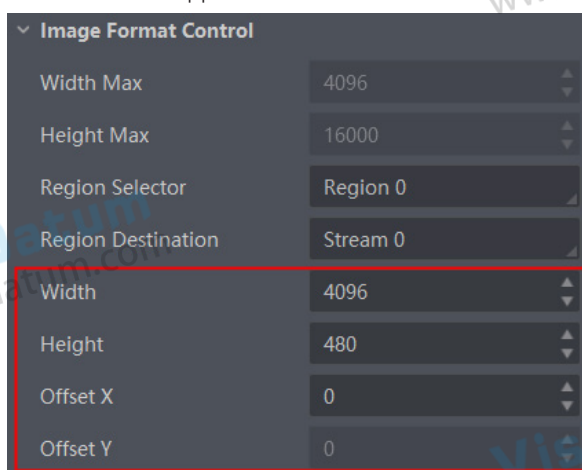 Image Format Control
Width Max 4096
Height Max 16000
Region Selector Region 0
Region Destination Stream 0
Width 4096
Height 480
Offset X 0
Offset Y 0